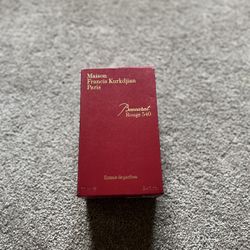 Maison
Francis Kurkdjian
Paris
Baccarat
Rouge 540
Extrait de parfum